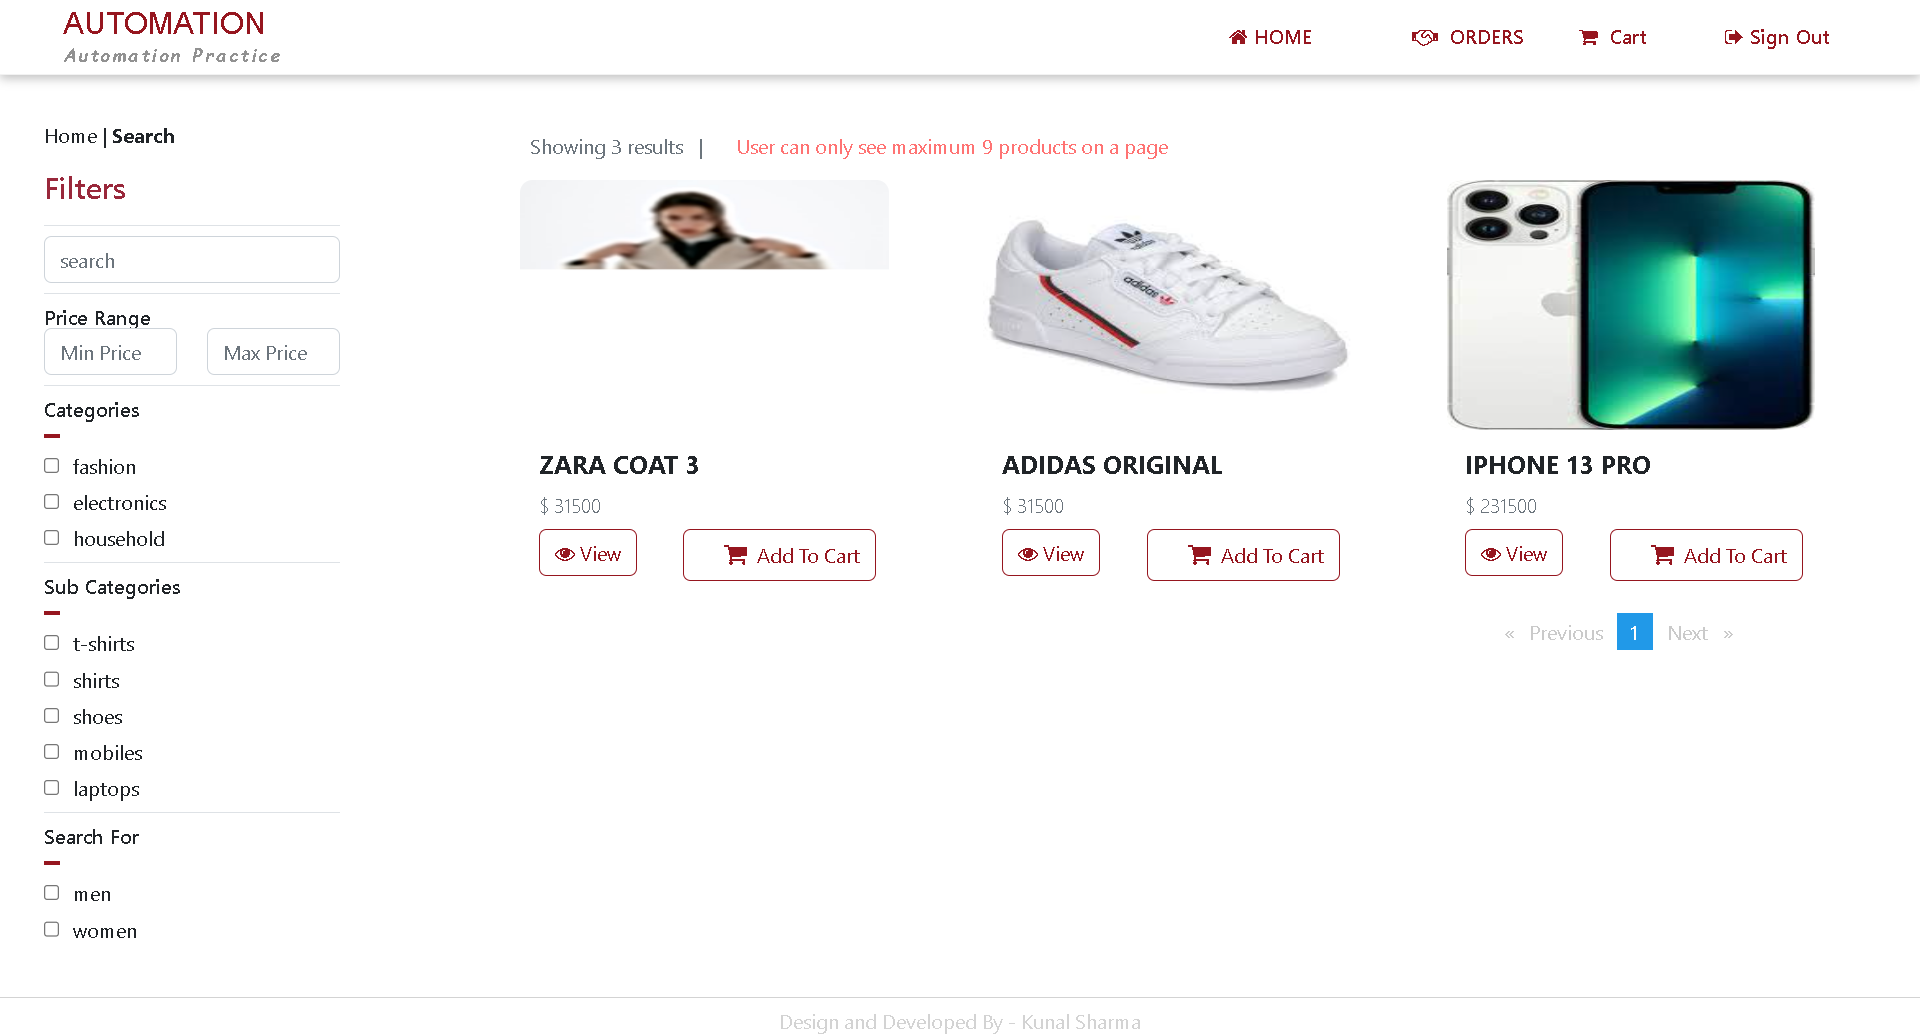 AUTOMATION
Automation Practice
HOME
ORDERS
Cart
Sign Out
Home | Search
Filters
search
Price Range
Min Price
Max Price
Categories
fashion
electronics
household
Sub Categories
t-shirts
shirts
shoes
mobiles
laptops
Search For
men
women
Showing 3 results |
User can only see maximum 9 products on a page
adidas
ZARA COAT 3
$ 31500
View
Add To Cart
ADIDAS ORIGINAL
$ 31500
View
Add To Cart
IPHONE 13 PRO
$ 231500
View
Add To Cart
« Previous 1 Next »
Design and Developed By - Kunal Sharma